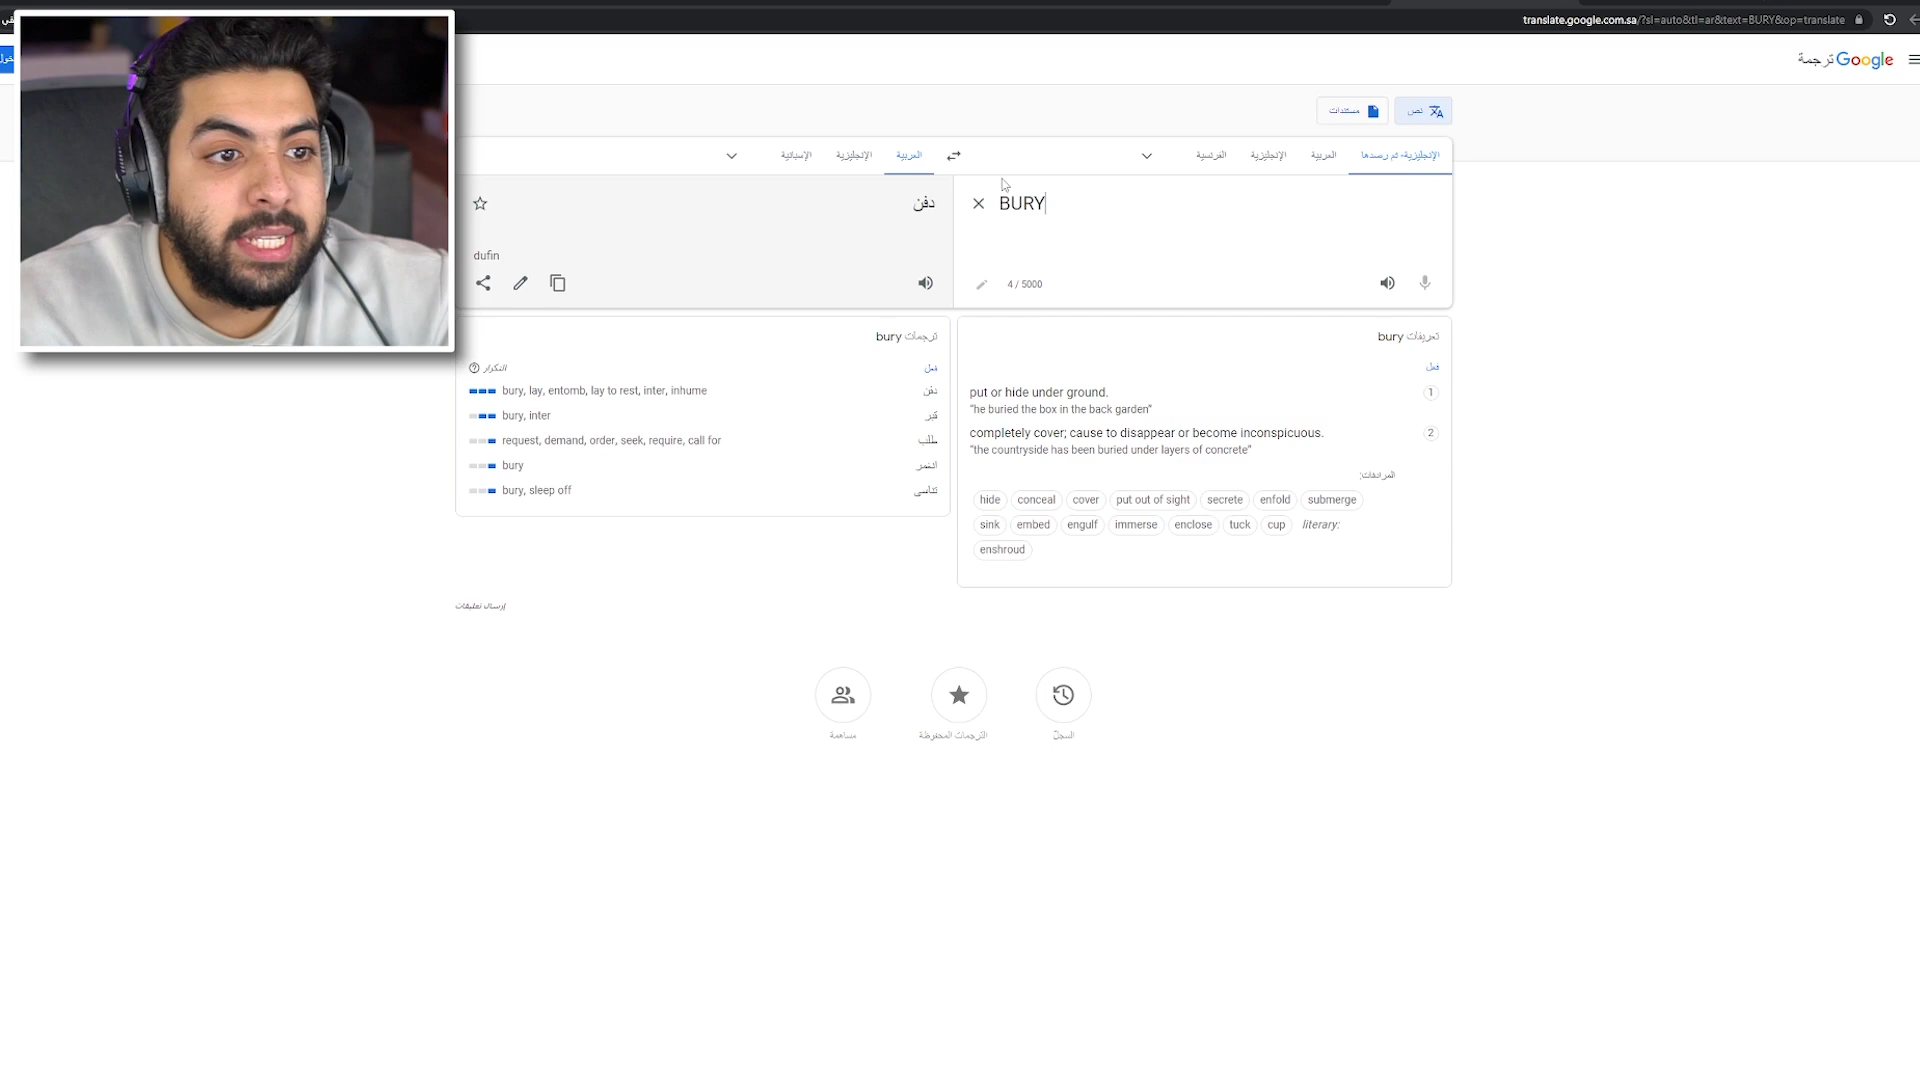 translate.google.com.sa/?sl=auto&tl=ar&text=BURY&op=translate
Google ترجمة
نص
مستندات
الإنجليزية- تم رصدها
العربية
الإنجليزية
الفرنسية
العربية
الإنجليزية
الإسبانية
BURY
دفن
dufin
4 / 5000
تعريفات bury
فعل
1
put or hide under ground.
"he buried the box in the back garden"
2
completely cover; cause to disappear or become inconspicuous.
"the countryside has been buried under layers of concrete"
المرادفات:
hide conceal cover put out of sight secrete enfold submerge
sink embed engulf immerse enclose tuck cup literary:
enshroud
ترجمات bury
فعل
التكرار
دفن bury, lay, entomb, lay to rest, inter, inhume
قبر bury, inter
طلب request, demand, order, seek, require, call for
bury
تناسى bury, sleep off
إرسال تعليقات
السجلّ
الترجمات المحفوظة
مساهمة